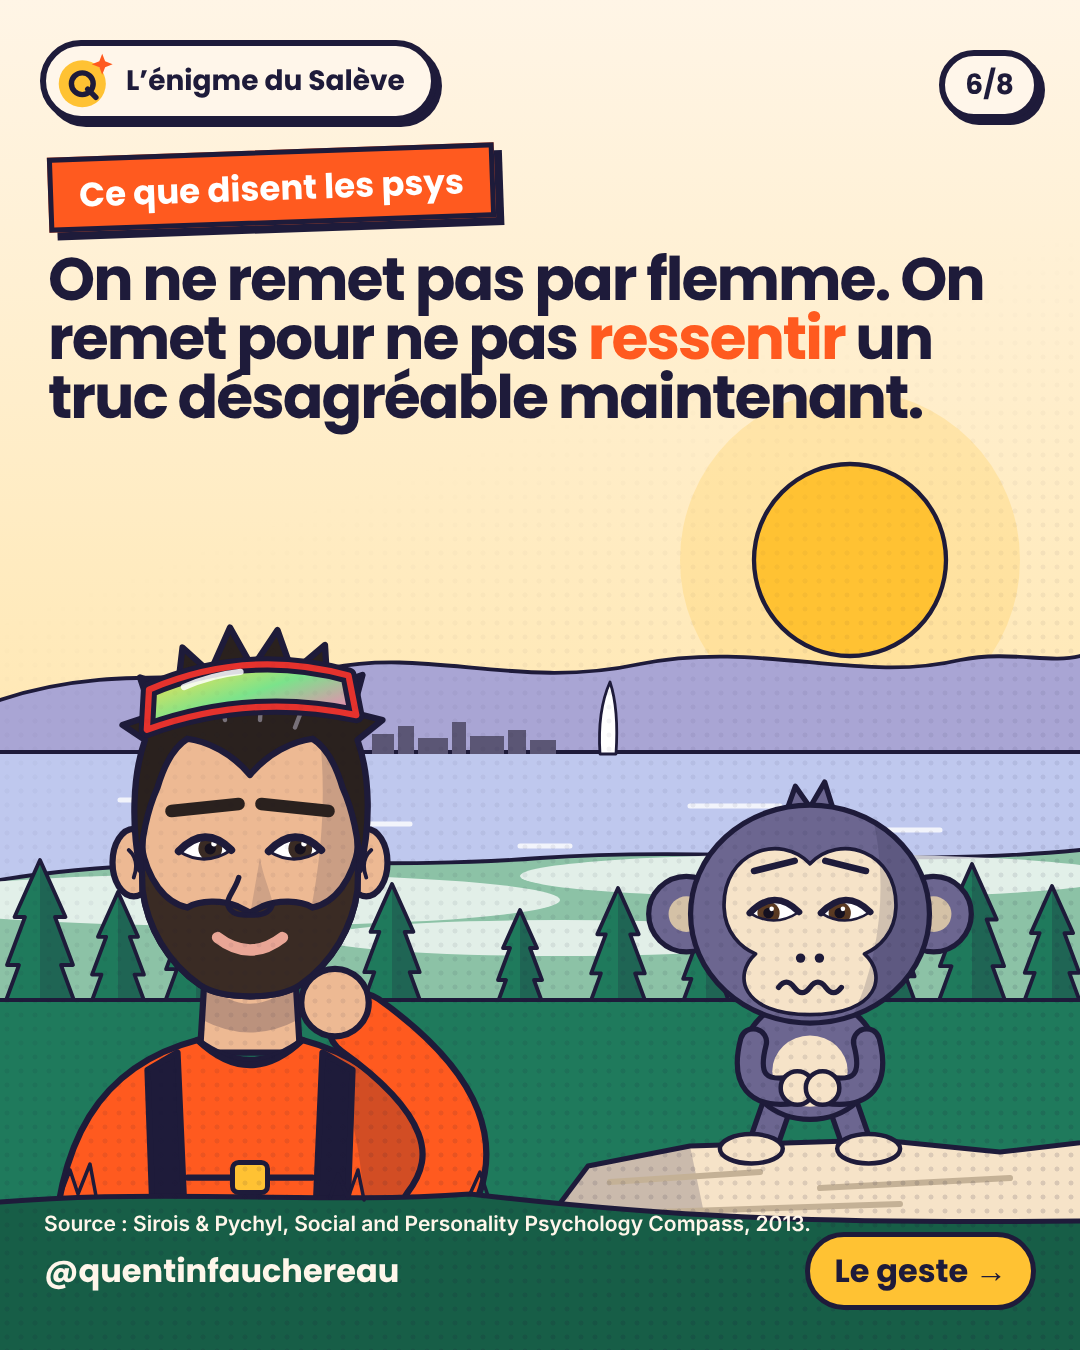 Q L’énigme du Salève
6/8
Ce que disent les psys
On ne remet pas par flemme. On
remet pour ne pas ressentir un
truc désagréable maintenant.
Source : Sirois & Pychyl, Social and Personality Psychology Compass, 2013.
@quentinfauchereau
Le geste →